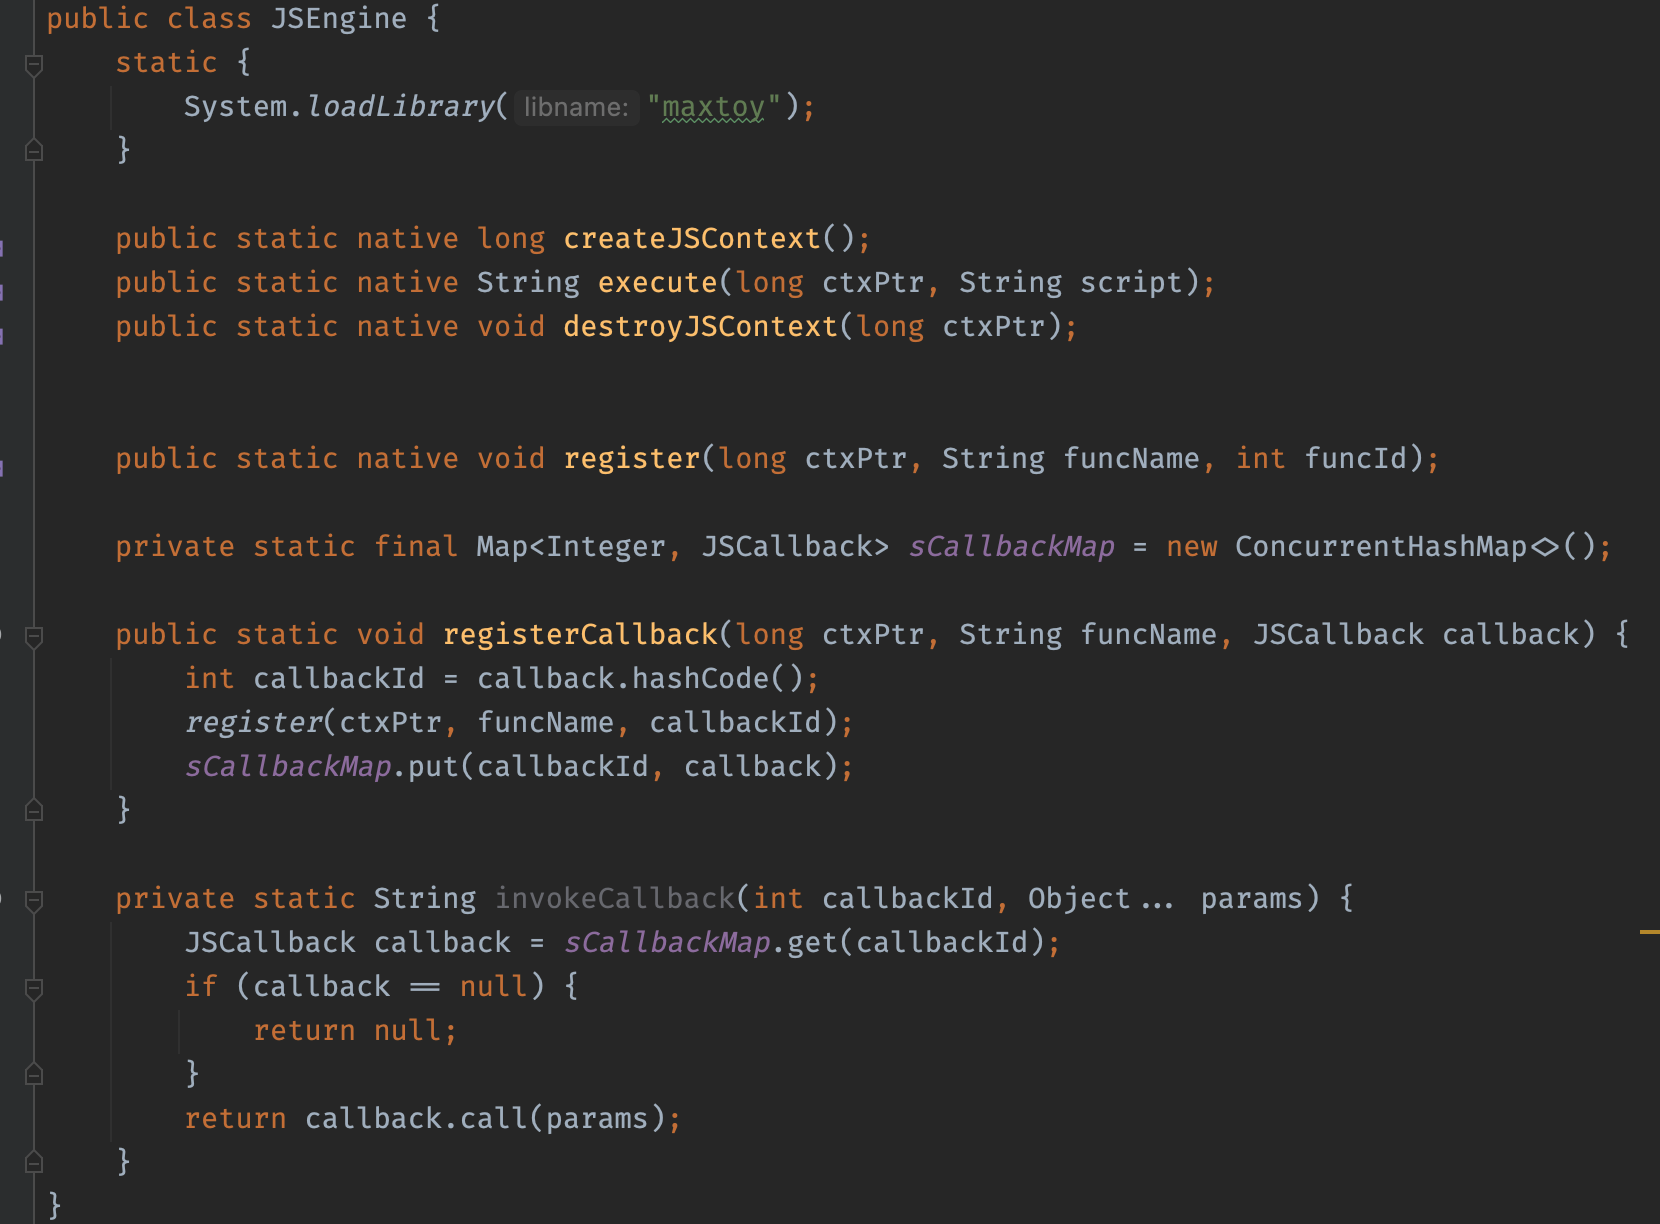 public class JSEngine {
static {
System.loadLibrary( libname: "maxtoy");
}
public static native long createJSContext();
public static native String execute(long ctxPtr, String script);
public static native void destroyJSContext(long ctxPtr);
public static native void register(long ctxPtr, String funcName, int funcId);
private static final Map<Integer, JSCallback> sCallbackMap = new ConcurrentHashMap<>();
public static void registerCallback(long ctxPtr, String funcName, JSCallback callback) {
int callbackId = callback.hashCode();
register(ctxPtr, funcName, callbackId);
sCallbackMap.put(callbackId, callback);
}
private static String invokeCallback(int callbackId, Object... params) {
JSCallback callback = sCallbackMap.get(callbackId);
if (callback == null) {
return null;
}
return callback.call(params);
}
}